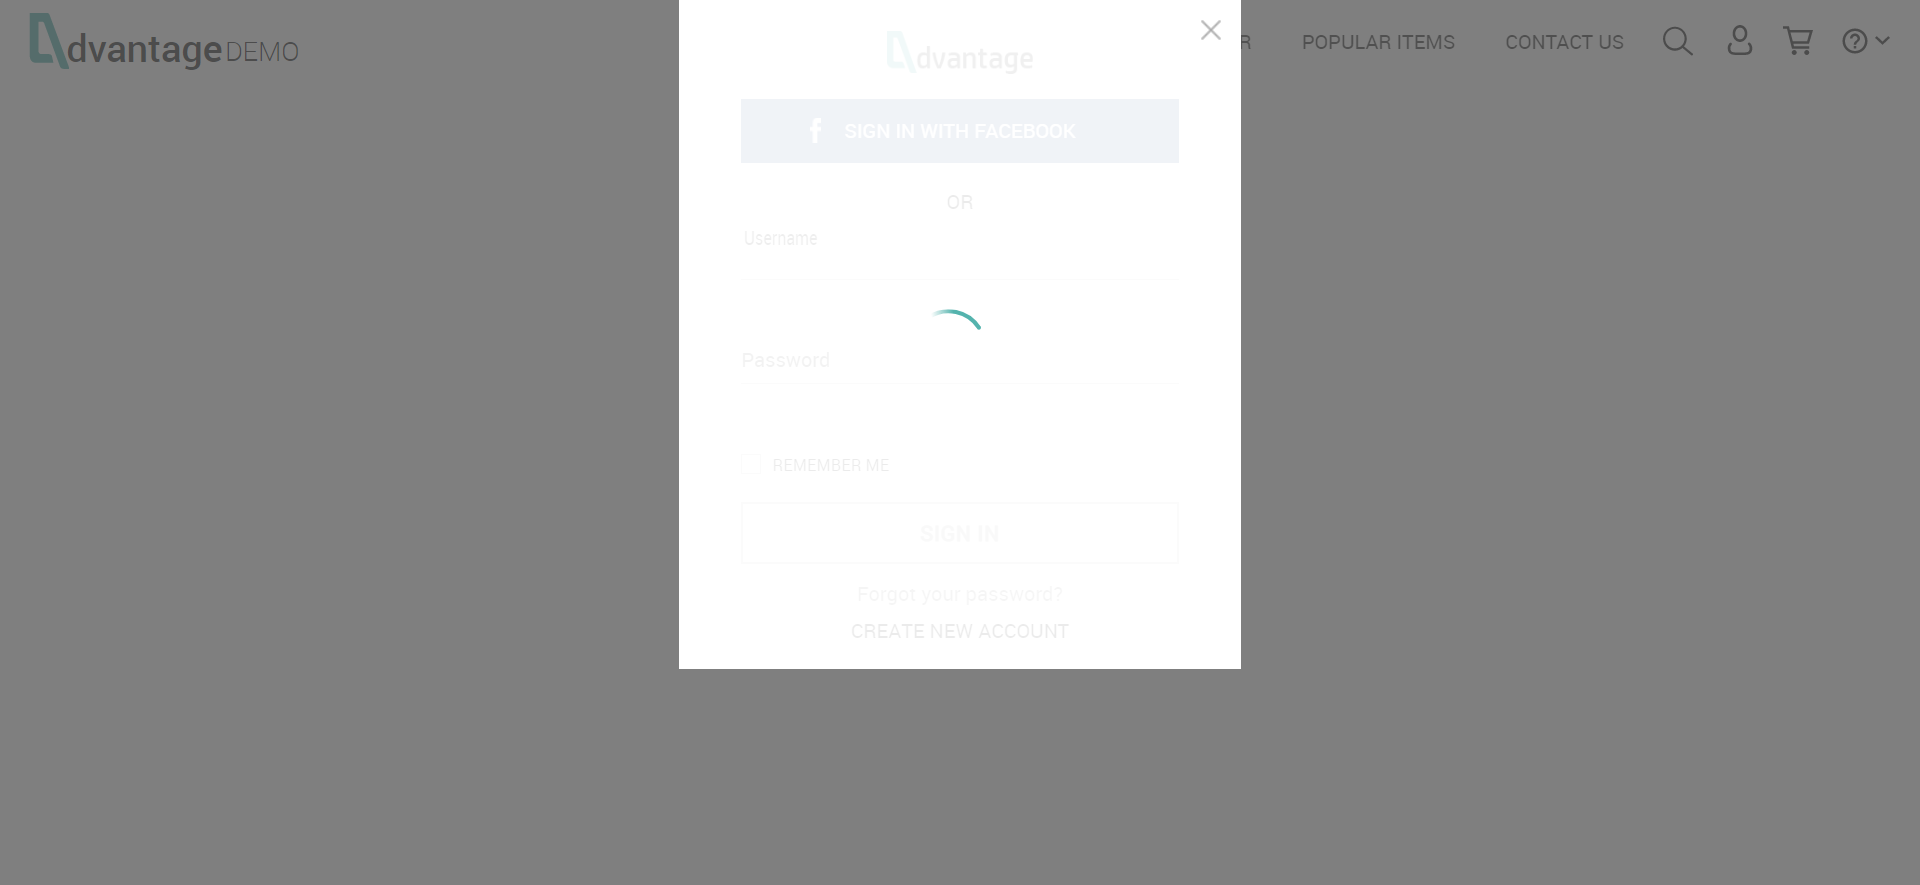 dvantage DEMO
R POPULAR ITEMS CONTACT US
dvantage
SIGN IN WITH FACEBOOK
OR
Username
Password
REMEMBER ME
SIGN IN
Forgot your password?
CREATE NEW ACCOUNT